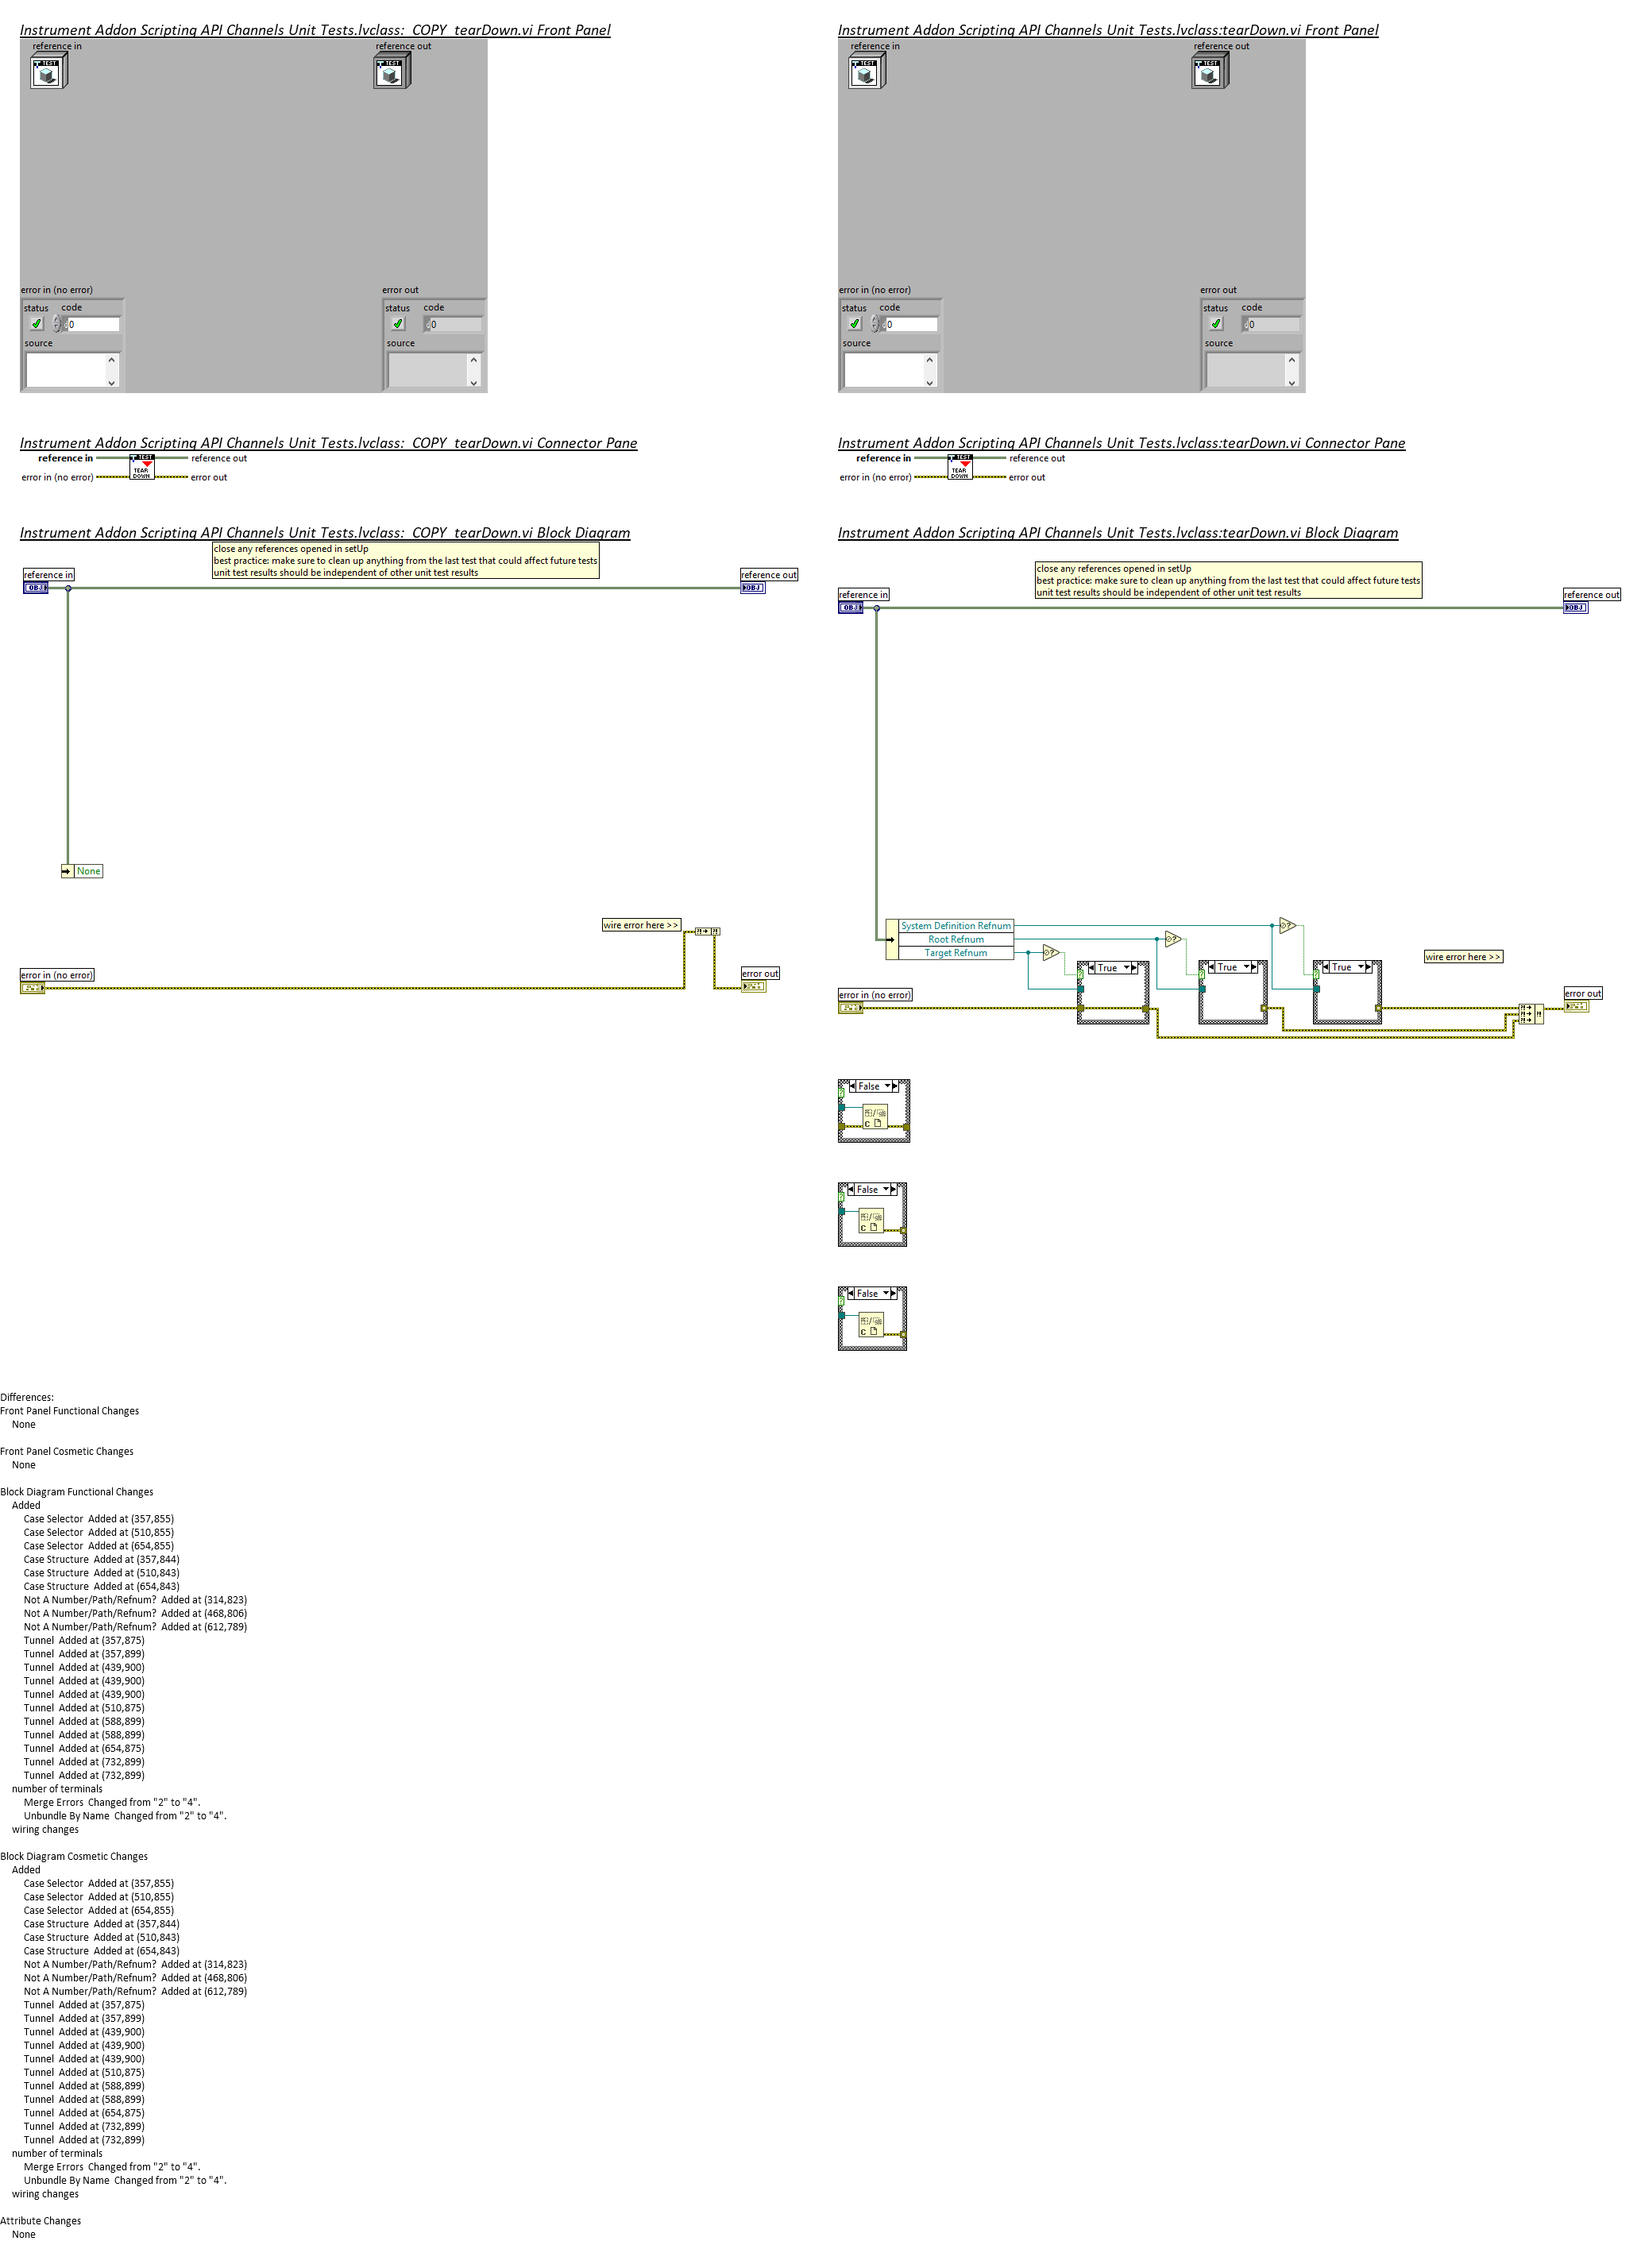 Instrument Addon Scripting API Channels Unit Tests.lvclass:_COPY_tearDown.vi Front Panel
reference in
reference out
TEST
TEST
error in (no error)
error out
status code
0
status code
0
source
source
Instrument Addon Scripting API Channels Unit Tests.lvclass:tearDown.vi Front Panel
reference in
reference out
TEST
TEST
error in (no error)
error out
status code
0
status code
0
source
source
Instrument Addon Scripting API Channels Unit Tests.lvclass:_COPY_tearDown.vi Connector Pane
reference in
reference out
TEST
TEAR
DOWN
error in (no error)
error out
Instrument Addon Scripting API Channels Unit Tests.lvclass:tearDown.vi Connector Pane
reference in
reference out
TEST
TEAR
DOWN
error in (no error)
error out
Instrument Addon Scripting API Channels Unit Tests.lvclass:_COPY_tearDown.vi Block Diagram
close any references opened in setUp
best practice: make sure to clean up anything from the last test that could affect future tests
unit test results should be independent of other unit test results
reference in
OBJ
reference out
OBJ
None
wire error here >>
error in (no error)
error out
Instrument Addon Scripting API Channels Unit Tests.lvclass:tearDown.vi Block Diagram
close any references opened in setUp
best practice: make sure to clean up anything from the last test that could affect future tests
unit test results should be independent of other unit test results
reference in
OBJ
reference out
OBJ
System Definition Refnum
Root Refnum
Target Refnum
True
True
True
wire error here >>
error in (no error)
error out
False
C
False
C
False
C
Differences:
Front Panel Functional Changes
None
Front Panel Cosmetic Changes
None
Block Diagram Functional Changes
Added
Case Selector  Added at (357,855)
Case Selector  Added at (510,855)
Case Selector  Added at (654,855)
Case Structure  Added at (357,844)
Case Structure  Added at (510,843)
Case Structure  Added at (654,843)
Not A Number/Path/Refnum?  Added at (314,823)
Not A Number/Path/Refnum?  Added at (468,806)
Not A Number/Path/Refnum?  Added at (612,789)
Tunnel  Added at (357,875)
Tunnel  Added at (357,899)
Tunnel  Added at (439,900)
Tunnel  Added at (439,900)
Tunnel  Added at (439,900)
Tunnel  Added at (510,875)
Tunnel  Added at (588,899)
Tunnel  Added at (588,899)
Tunnel  Added at (654,875)
Tunnel  Added at (732,899)
Tunnel  Added at (732,899)
number of terminals
Merge Errors  Changed from "2" to "4".
Unbundle By Name  Changed from "2" to "4".
wiring changes
Block Diagram Cosmetic Changes
Added
Case Selector  Added at (357,855)
Case Selector  Added at (510,855)
Case Selector  Added at (654,855)
Case Structure  Added at (357,844)
Case Structure  Added at (510,843)
Case Structure  Added at (654,843)
Not A Number/Path/Refnum?  Added at (314,823)
Not A Number/Path/Refnum?  Added at (468,806)
Not A Number/Path/Refnum?  Added at (612,789)
Tunnel  Added at (357,875)
Tunnel  Added at (357,899)
Tunnel  Added at (439,900)
Tunnel  Added at (439,900)
Tunnel  Added at (439,900)
Tunnel  Added at (510,875)
Tunnel  Added at (588,899)
Tunnel  Added at (588,899)
Tunnel  Added at (654,875)
Tunnel  Added at (732,899)
Tunnel  Added at (732,899)
number of terminals
Merge Errors  Changed from "2" to "4".
Unbundle By Name  Changed from "2" to "4".
wiring changes
Attribute Changes
None